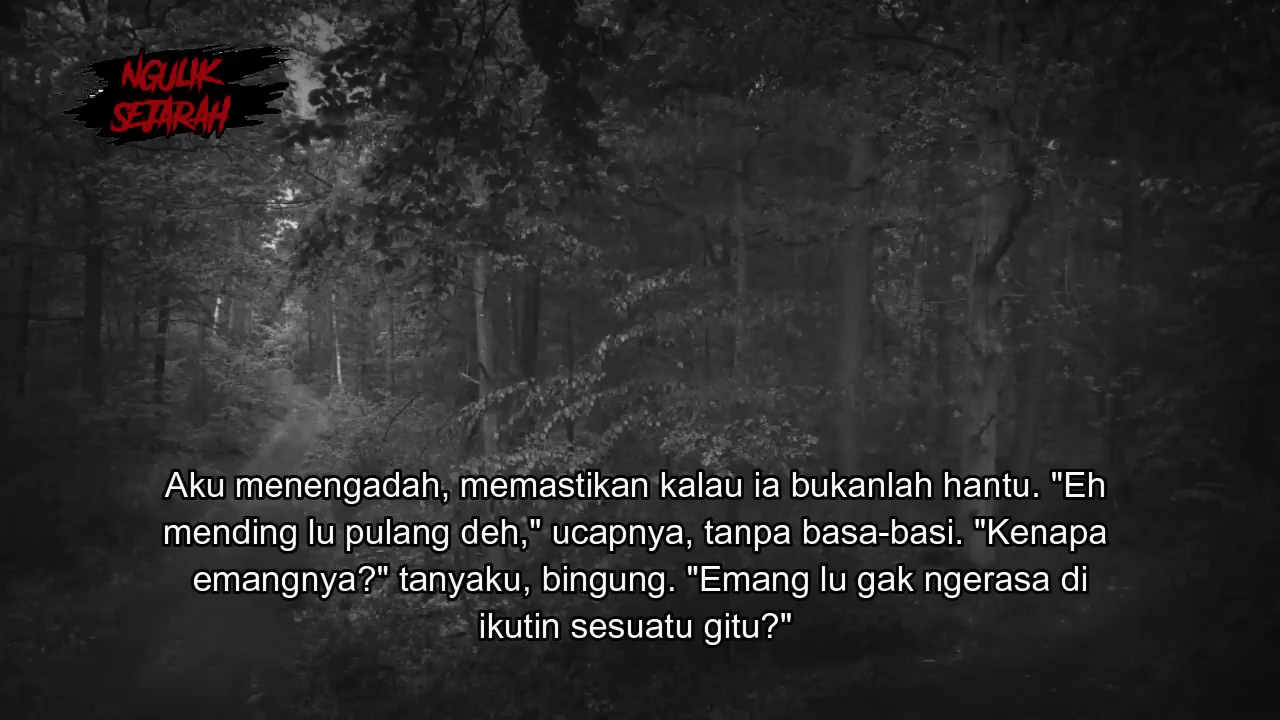 NGULIK
SEJARAH
Aku menengadah, memastikan kalau ia bukanlah hantu. "Eh
mending lu pulang deh," ucapnya, tanpa basa-basi. "Kenapa
emangnya?" tanyaku, bingung. "Emang lu gak ngerasa di
ikutin sesuatu gitu?"